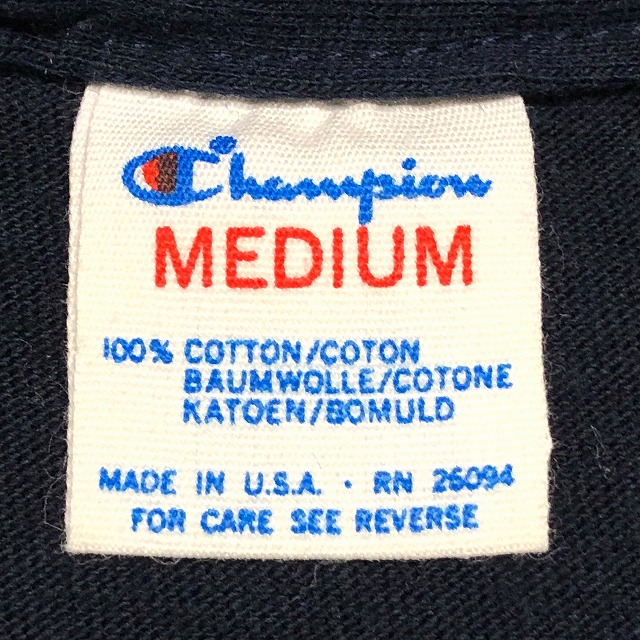 Champion
MEDIUM
100% COTTON/COTON
BAUMWOLLE/COTONE
KATOEN/BOMULD
MADE IN U.S.A. · RN 26094
FOR CARE SEE REVERSE